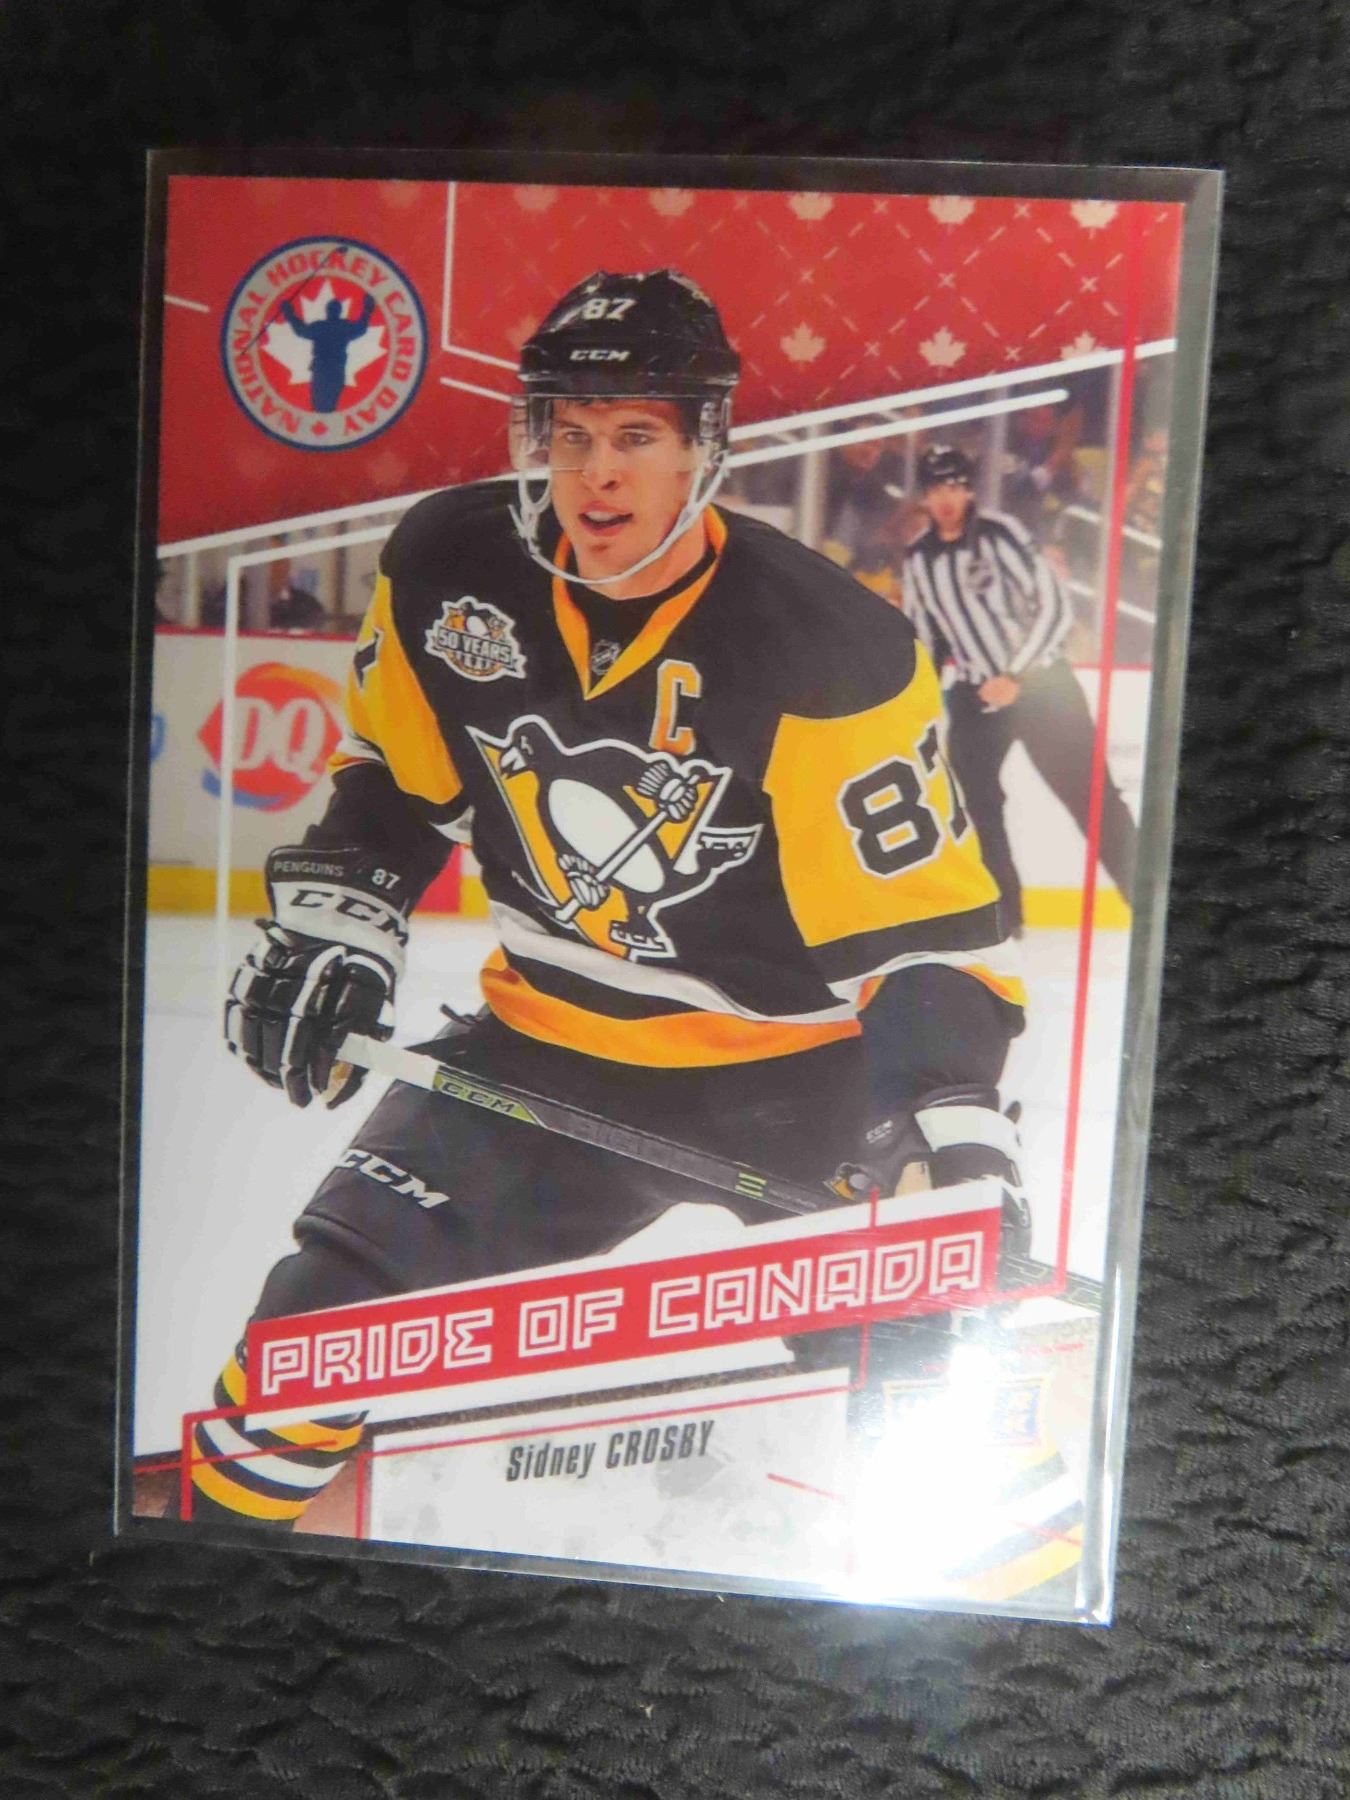 NATIONAL HOCKEY CARD DAY
87
CCM
50 YEARS
C
DQ
87
PENGUINS 87
CCM
CCM
CCM
CCM
PRIDE OF CANADA
Sidney CROSBY